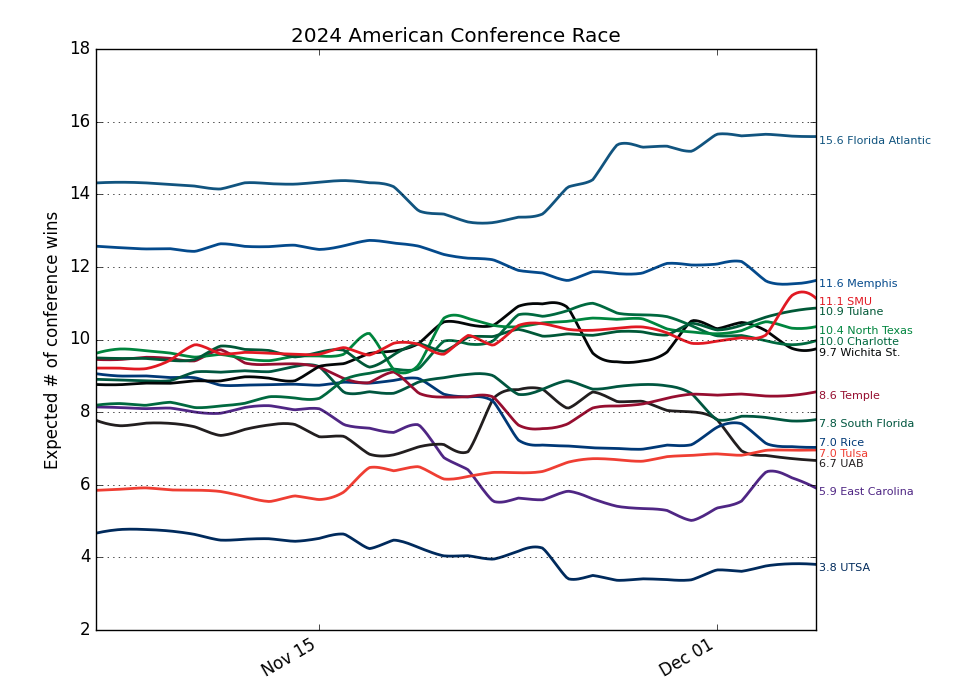 2024 American Conference Race
Expected # of conference wins
18
16
14
12
10
8
6
4
2
Nov 15
Dec 01
15.6 Florida Atlantic
11.6 Memphis
11.1 SMU
10.9 Tulane
10.4 North Texas
10.0 Charlotte
9.7 Wichita St.
8.6 Temple
7.8 South Florida
7.0 Rice
7.0 Tulsa
6.7 UAB
5.9 East Carolina
3.8 UTSA